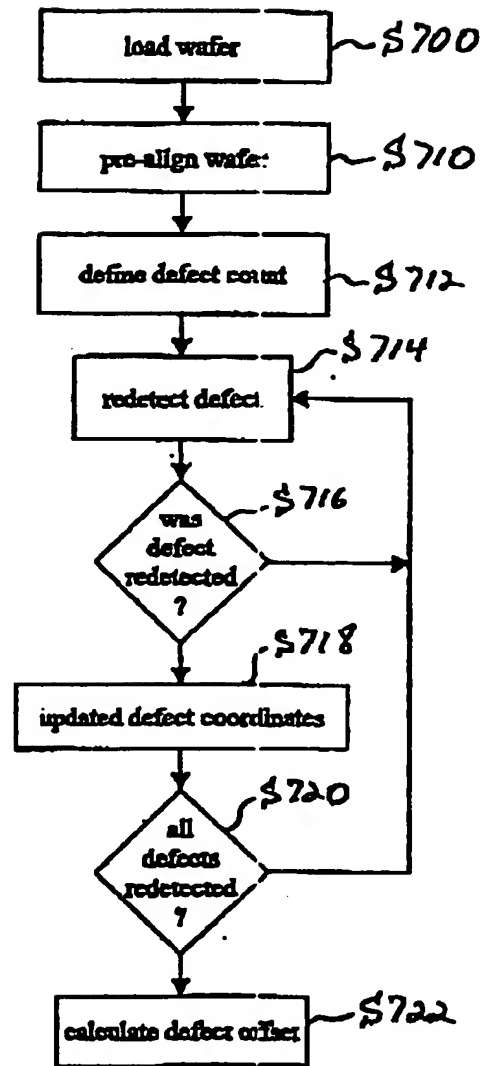 load wafer
S700
pre-align wafer
S710
define defect count
S712
S714
redetect defect
S716
was
defect
redetected
?
S718
updated defect coordinates
S720
all
defects
redetected
?
calculate defect offset
S722